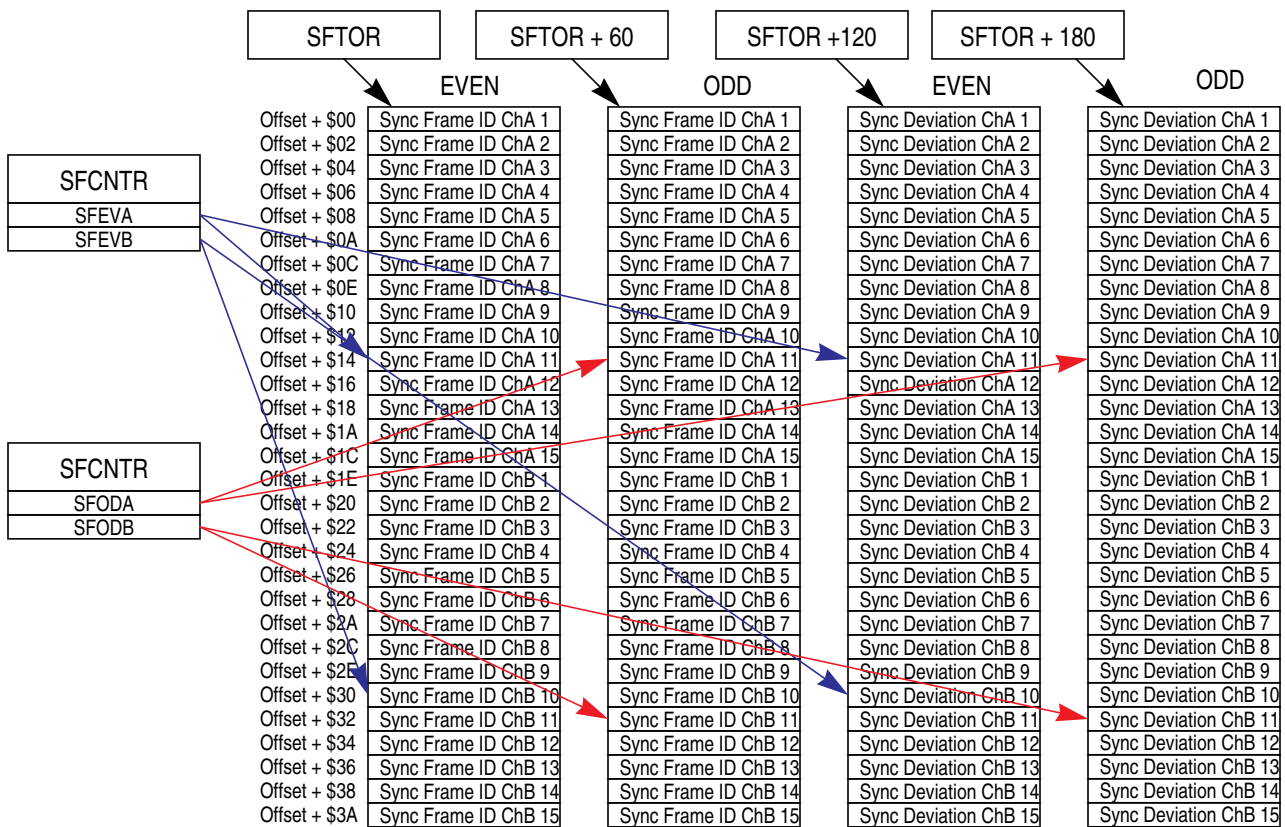 SFTOR SFTOR + 60 SFTOR +120 SFTOR + 180
EVEN ODD EVEN ODD
Offset + $00 Sync Frame ID ChA 1 Sync Frame ID ChA 1 Sync Deviation ChA 1 Sync Deviation ChA 1
Offset + $02 Sync Frame ID ChA 2 Sync Frame ID ChA 2 Sync Deviation ChA 2 Sync Deviation ChA 2
Offset + $04 Sync Frame ID ChA 3 Sync Frame ID ChA 3 Sync Deviation ChA 3 Sync Deviation ChA 3
SFCNTR Offset + $06 Sync Frame ID ChA 4 Sync Frame ID ChA 4 Sync Deviation ChA 4 Sync Deviation ChA 4
SFEVA Offset + $08 Sync Frame ID ChA 5 Sync Frame ID ChA 5 Sync Deviation ChA 5 Sync Deviation ChA 5
SFEVB Offset + $0A Sync Frame ID ChA 6 Sync Frame ID ChA 6 Sync Deviation ChA 6 Sync Deviation ChA 6
Offset + $0C Sync Frame ID ChA 7 Sync Frame ID ChA 7 Sync Deviation ChA 7 Sync Deviation ChA 7
Offset + $0E Sync Frame ID ChA 8 Sync Frame ID ChA 8 Sync Deviation ChA 8 Sync Deviation ChA 8
Offset + $10 Sync Frame ID ChA 9 Sync Frame ID ChA 9 Sync Deviation ChA 9 Sync Deviation ChA 9
Offset + $12 Sync Frame ID ChA 10 Sync Frame ID ChA 10 Sync Deviation ChA 10 Sync Deviation ChA 10
Offset + $14 Sync Frame ID ChA 11 Sync Frame ID ChA 11 Sync Deviation ChA 11 Sync Deviation ChA 11
Offset + $16 Sync Frame ID ChA 12 Sync Frame ID ChA 12 Sync Deviation ChA 12 Sync Deviation ChA 12
Offset + $18 Sync Frame ID ChA 13 Sync Frame ID ChA 13 Sync Deviation ChA 13 Sync Deviation ChA 13
Offset + $1A Sync Frame ID ChA 14 Sync Frame ID ChA 14 Sync Deviation ChA 14 Sync Deviation ChA 14
SFCNTR Offset + $1C Sync Frame ID ChA 15 Sync Frame ID ChA 15 Sync Deviation ChA 15 Sync Deviation ChA 15
Offset + $1E Sync Frame ID ChB 1 Sync Frame ID ChB 1 Sync Deviation ChB 1 Sync Deviation ChB 1
SFODA Offset + $20 Sync Frame ID ChB 2 Sync Frame ID ChB 2 Sync Deviation ChB 2 Sync Deviation ChB 2
SFODB Offset + $22 Sync Frame ID ChB 3 Sync Frame ID ChB 3 Sync Deviation ChB 3 Sync Deviation ChB 3
Offset + $24 Sync Frame ID ChB 4 Sync Frame ID ChB 4 Sync Deviation ChB 4 Sync Deviation ChB 4
Offset + $26 Sync Frame ID ChB 5 Sync Frame ID ChB 5 Sync Deviation ChB 5 Sync Deviation ChB 5
Offset + $28 Sync Frame ID ChB 6 Sync Frame ID ChB 6 Sync Deviation ChB 6 Sync Deviation ChB 6
Offset + $2A Sync Frame ID ChB 7 Sync Frame ID ChB 7 Sync Deviation ChB 7 Sync Deviation ChB 7
Offset + $2C Sync Frame ID ChB 8 Sync Frame ID ChB 8 Sync Deviation ChB 8 Sync Deviation ChB 8
Offset + $2E Sync Frame ID ChB 9 Sync Frame ID ChB 9 Sync Deviation ChB 9 Sync Deviation ChB 9
Offset + $30 Sync Frame ID ChB 10 Sync Frame ID ChB 10 Sync Deviation ChB 10 Sync Deviation ChB 10
Offset + $32 Sync Frame ID ChB 11 Sync Frame ID ChB 11 Sync Deviation ChB 11 Sync Deviation ChB 11
Offset + $34 Sync Frame ID ChB 12 Sync Frame ID ChB 12 Sync Deviation ChB 12 Sync Deviation ChB 12
Offset + $36 Sync Frame ID ChB 13 Sync Frame ID ChB 13 Sync Deviation ChB 13 Sync Deviation ChB 13
Offset + $38 Sync Frame ID ChB 14 Sync Frame ID ChB 14 Sync Deviation ChB 14 Sync Deviation ChB 14
Offset + $3A Sync Frame ID ChB 15 Sync Frame ID ChB 15 Sync Deviation ChB 15 Sync Deviation ChB 15